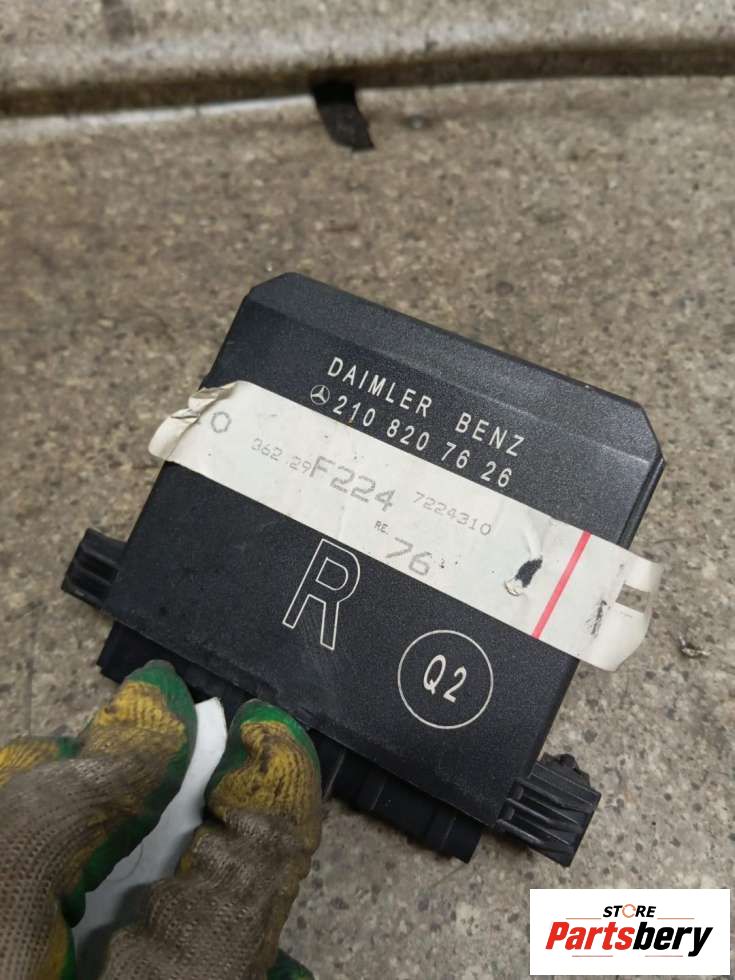 DAIMLER BENZ
210 820 76 26
O
362.29 F224 7224310
RE.
76
R
Q2
STORE
Partsbery